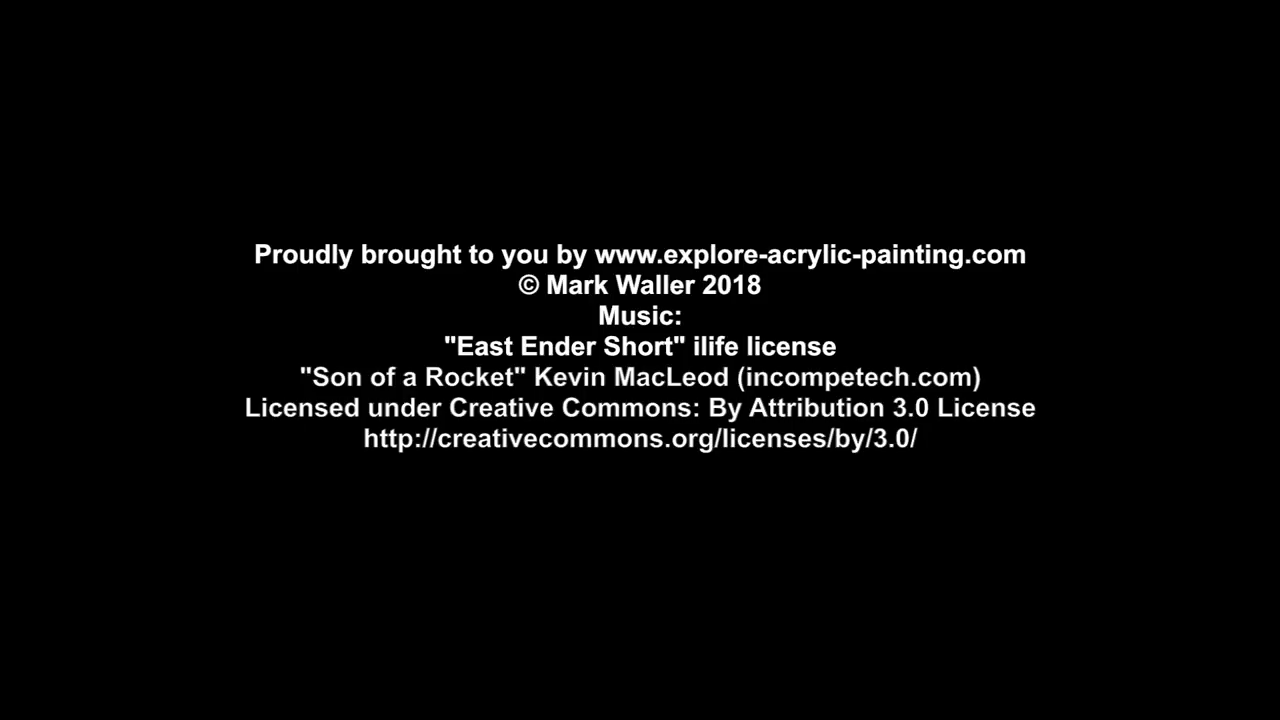 Proudly brought to you by www.explore-acrylic-painting.com
© Mark Waller 2018
Music:
"East Ender Short" ilife license
"Son of a Rocket" Kevin MacLeod (incompetech.com)
Licensed under Creative Commons: By Attribution 3.0 License
http://creativecommons.org/licenses/by/3.0/